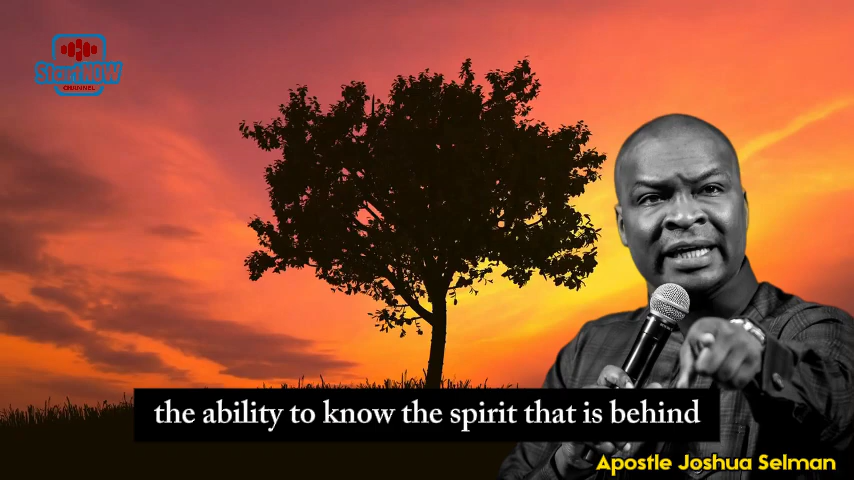 StartNOW
CHANNEL
the ability to know the spirit that is behind
Apostle Joshua Selman